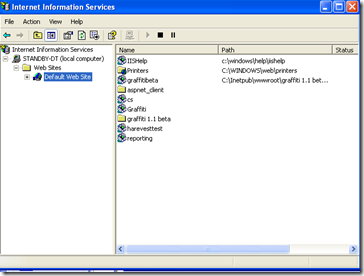 Internet Information Services
File Action View Help
Internet Information Services
STANDBY-DT (local computer)
Web Sites
Default Web Site
Name Path Status
IISHelp c:\windows\help\iishelp
Printers C:\WINDOWS\web\printers
graffitibeta C:\Inetpub\wwwroot\graffiti 1.1 bet...
aspnet_client
cs
Graffiti
graffiti 1.1 beta
harevesttest
reporting